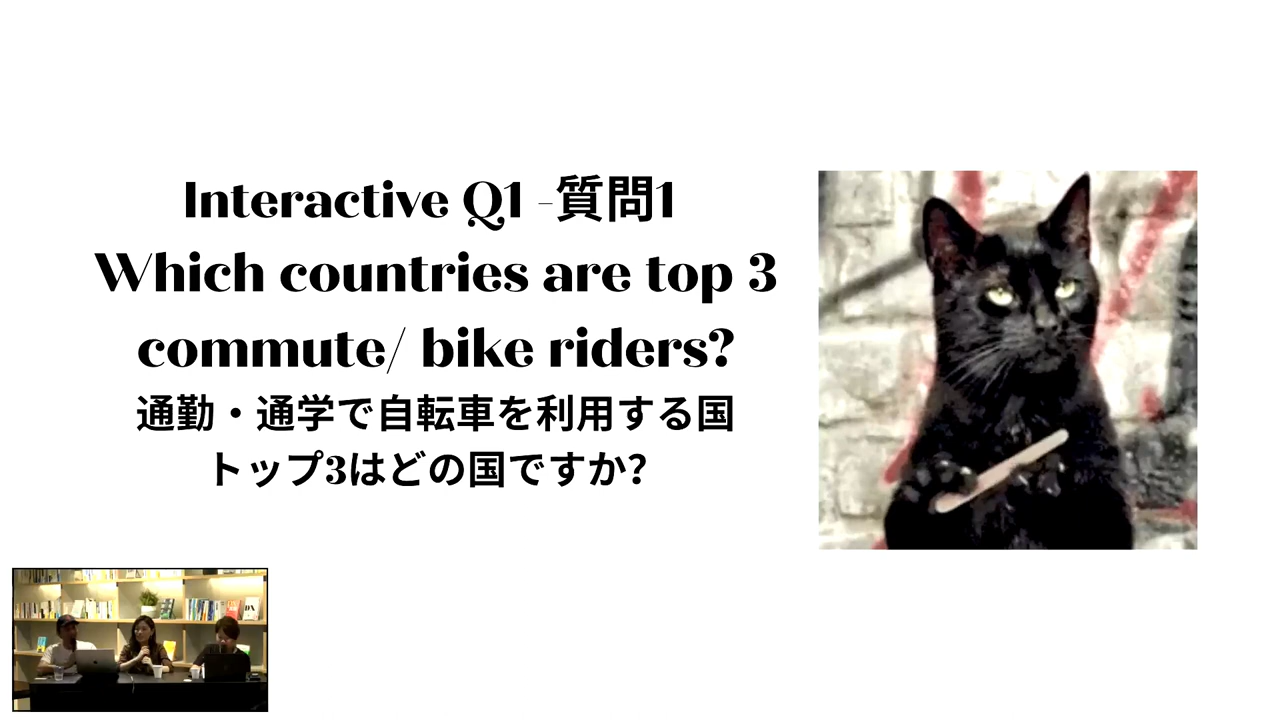 Interactive Q1 -質問1
Which countries are top 3
commute/ bike riders?
通勤・通学で自転車を利用する国
トップ3はどの国ですか?